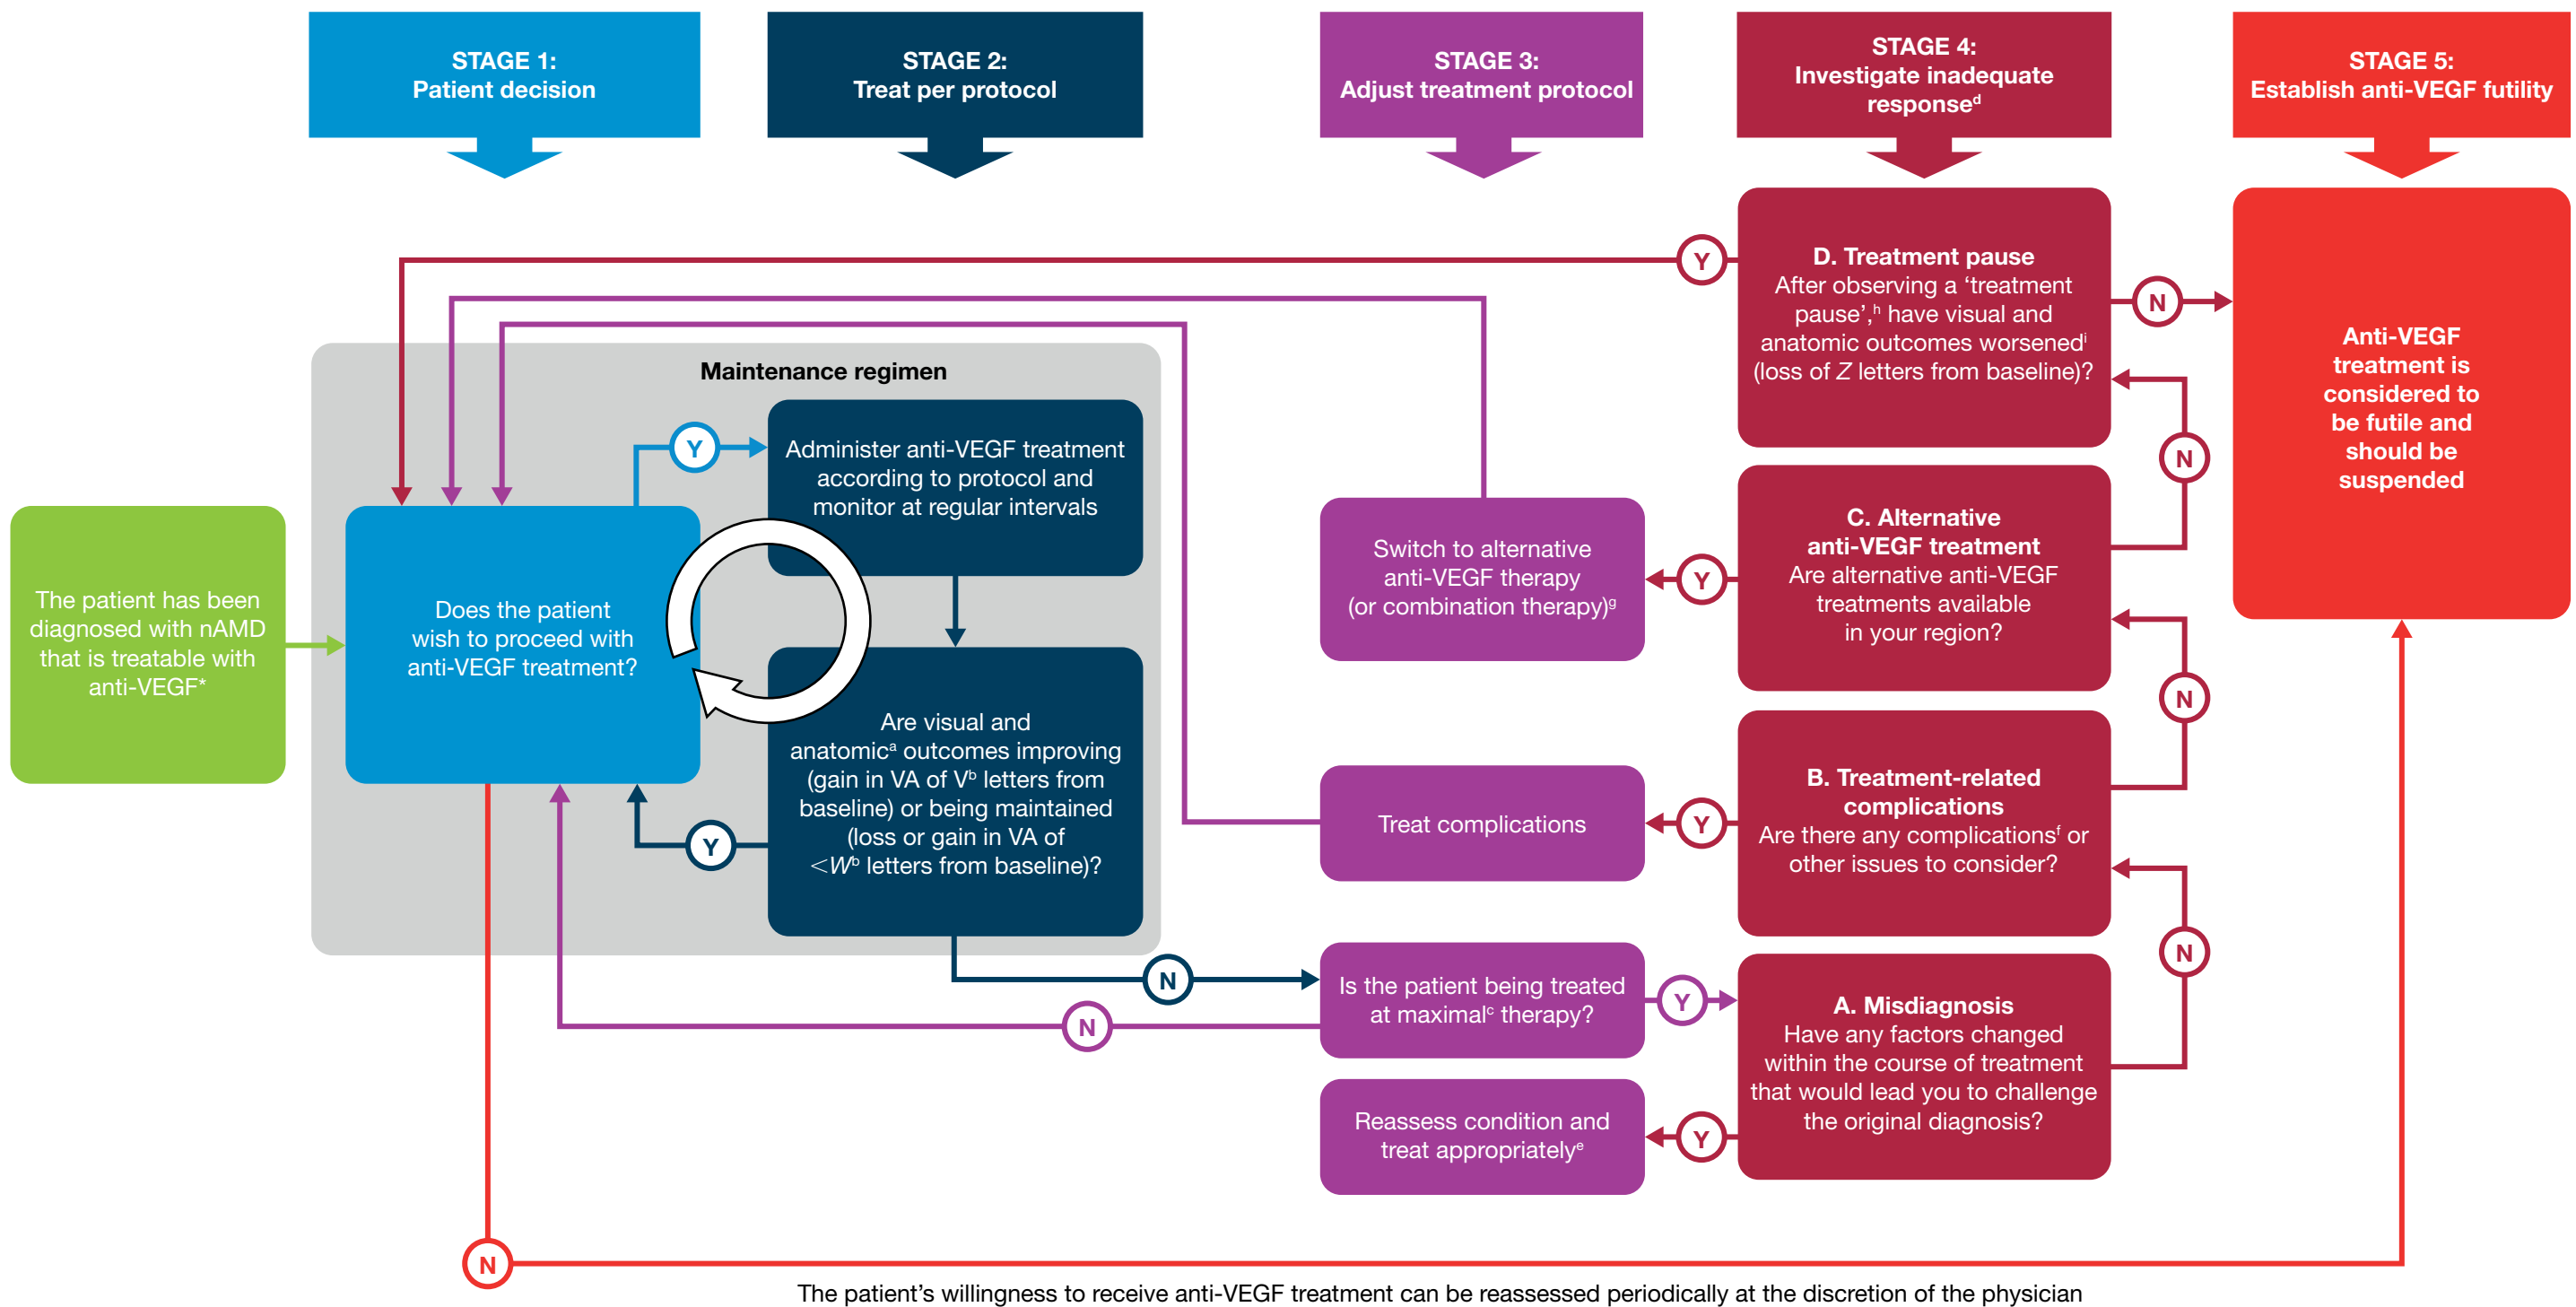 STAGE 1:
Patient decision
STAGE 2:
Treat per protocol
STAGE 3:
Adjust treatment protocol
STAGE 4:
Investigate inadequate
responseᵈ
STAGE 5:
Establish anti-VEGF futility
The patient has been
diagnosed with nAMD
that is treatable with
anti-VEGF*
Maintenance regimen
Does the patient
wish to proceed with
anti-VEGF treatment?
Y
Administer anti-VEGF treatment
according to protocol and
monitor at regular intervals
Are visual and
anatomicᵃ outcomes improving
(gain in VA of Vᵇ letters from
baseline) or being maintained
(loss or gain in VA of
<Wᵇ letters from baseline)?
Y
N
Switch to alternative
anti-VEGF therapy
(or combination therapy)ᵍ
Treat complications
Is the patient being treated
at maximalᶜ therapy?
N
Y
Reassess condition and
treat appropriatelyᵉ
Y
D. Treatment pause
After observing a ‘treatment
pause’,ʰ have visual and
anatomic outcomes worsenedⁱ
(loss of Z letters from baseline)?
N
N
C. Alternative
anti-VEGF treatment
Are alternative anti-VEGF
treatments available
in your region?
Y
N
B. Treatment-related
complications
Are there any complicationsᶠ or
other issues to consider?
Y
N
A. Misdiagnosis
Have any factors changed
within the course of treatment
that would lead you to challenge
the original diagnosis?
Y
Anti-VEGF
treatment is
considered to
be futile and
should be
suspended
N
The patient’s willingness to receive anti-VEGF treatment can be reassessed periodically at the discretion of the physician